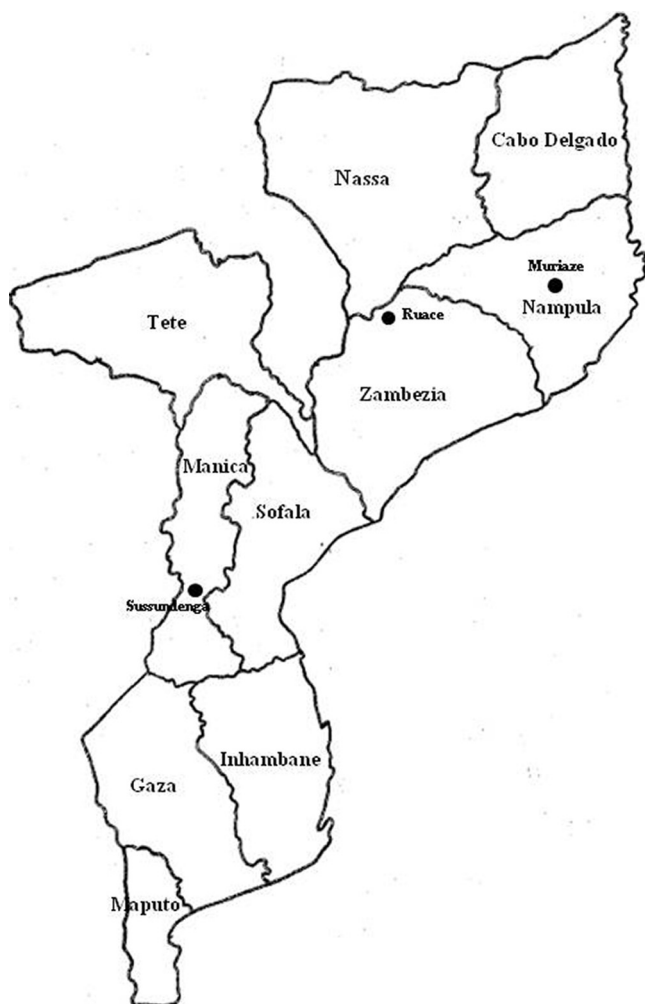 Cabo Delgado
Nassa
Muriaze
Nampula
Ruace
Tete
Zambezia
Manica
Sofala
Sussundenga
Inhambane
Gaza
Maputo